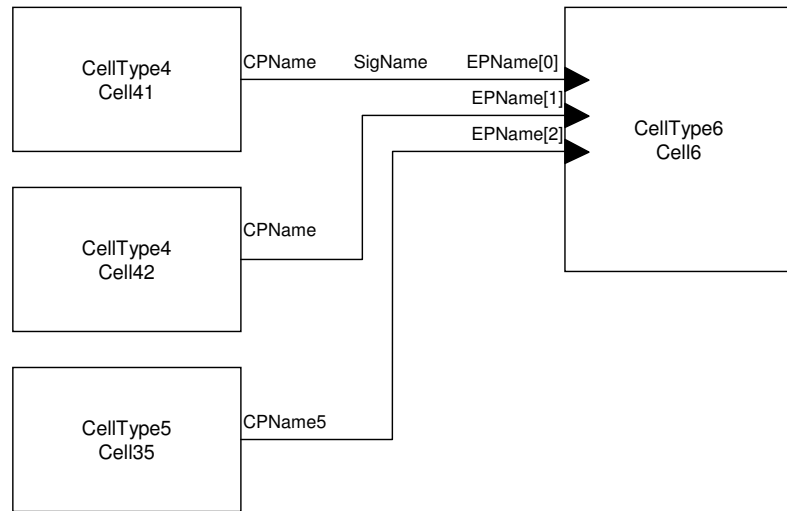 CellType4
Cell41
CPName
SigName
EPName[0]
EPName[1]
EPName[2]
CellType6
Cell6
CellType4
Cell42
CPName
CellType5
Cell35
CPName5